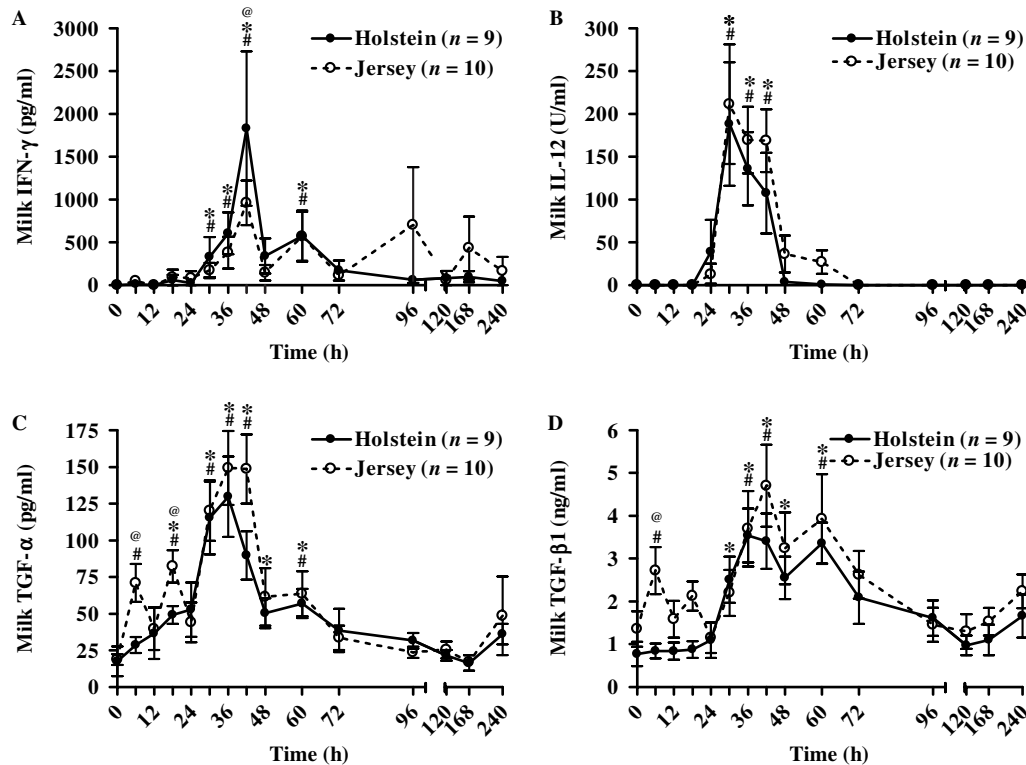 A
Milk IFN-γ (pg/ml)
3000
2500
2000
1500
1000
500
0
@
*
#
*
#
*
#
*
#
Holstein (n = 9)
Jersey (n = 10)
0 12 24 36 48 60 72 96 120 168 240
Time (h)
B
Milk IL-12 (U/ml)
300
250
200
150
100
50
0
*
#
*
#
*
#
Holstein (n = 9)
Jersey (n = 10)
0 12 24 36 48 60 72 96 120 168 240
Time (h)
C
Milk TGF-α (pg/ml)
175
150
125
100
75
50
25
0
@
#
@
*
#
*
#
*
#
*
#
*
*
#
Holstein (n = 9)
Jersey (n = 10)
0 12 24 36 48 60 72 96 120 168 240
Time (h)
D
Milk TGF-β1 (ng/ml)
6
5
4
3
2
1
0
@
#
*
*
#
*
#
*
*
#
Holstein (n = 9)
Jersey (n = 10)
0 12 24 36 48 60 72 96 120 168 240
Time (h)